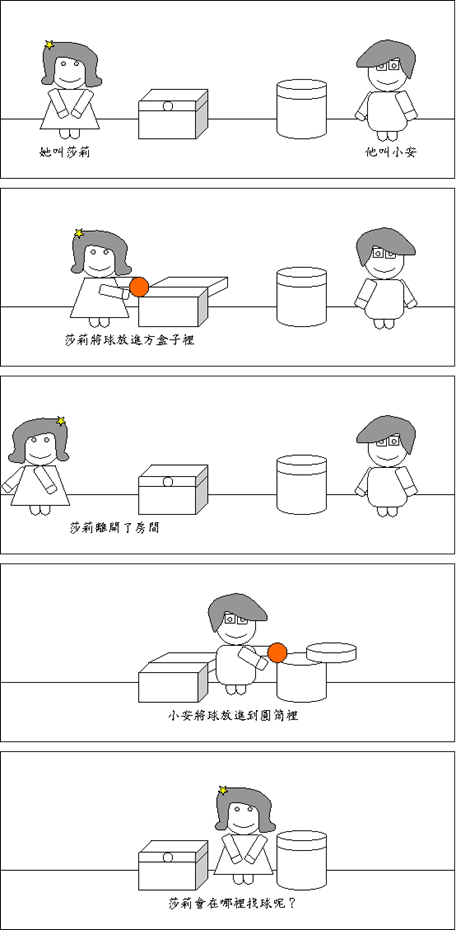 她叫莎莉
他叫小安
莎莉將球放進方盒子裡
莎莉離開了房間
小安將球放進到圓筒裡
莎莉會在哪裡找球呢？